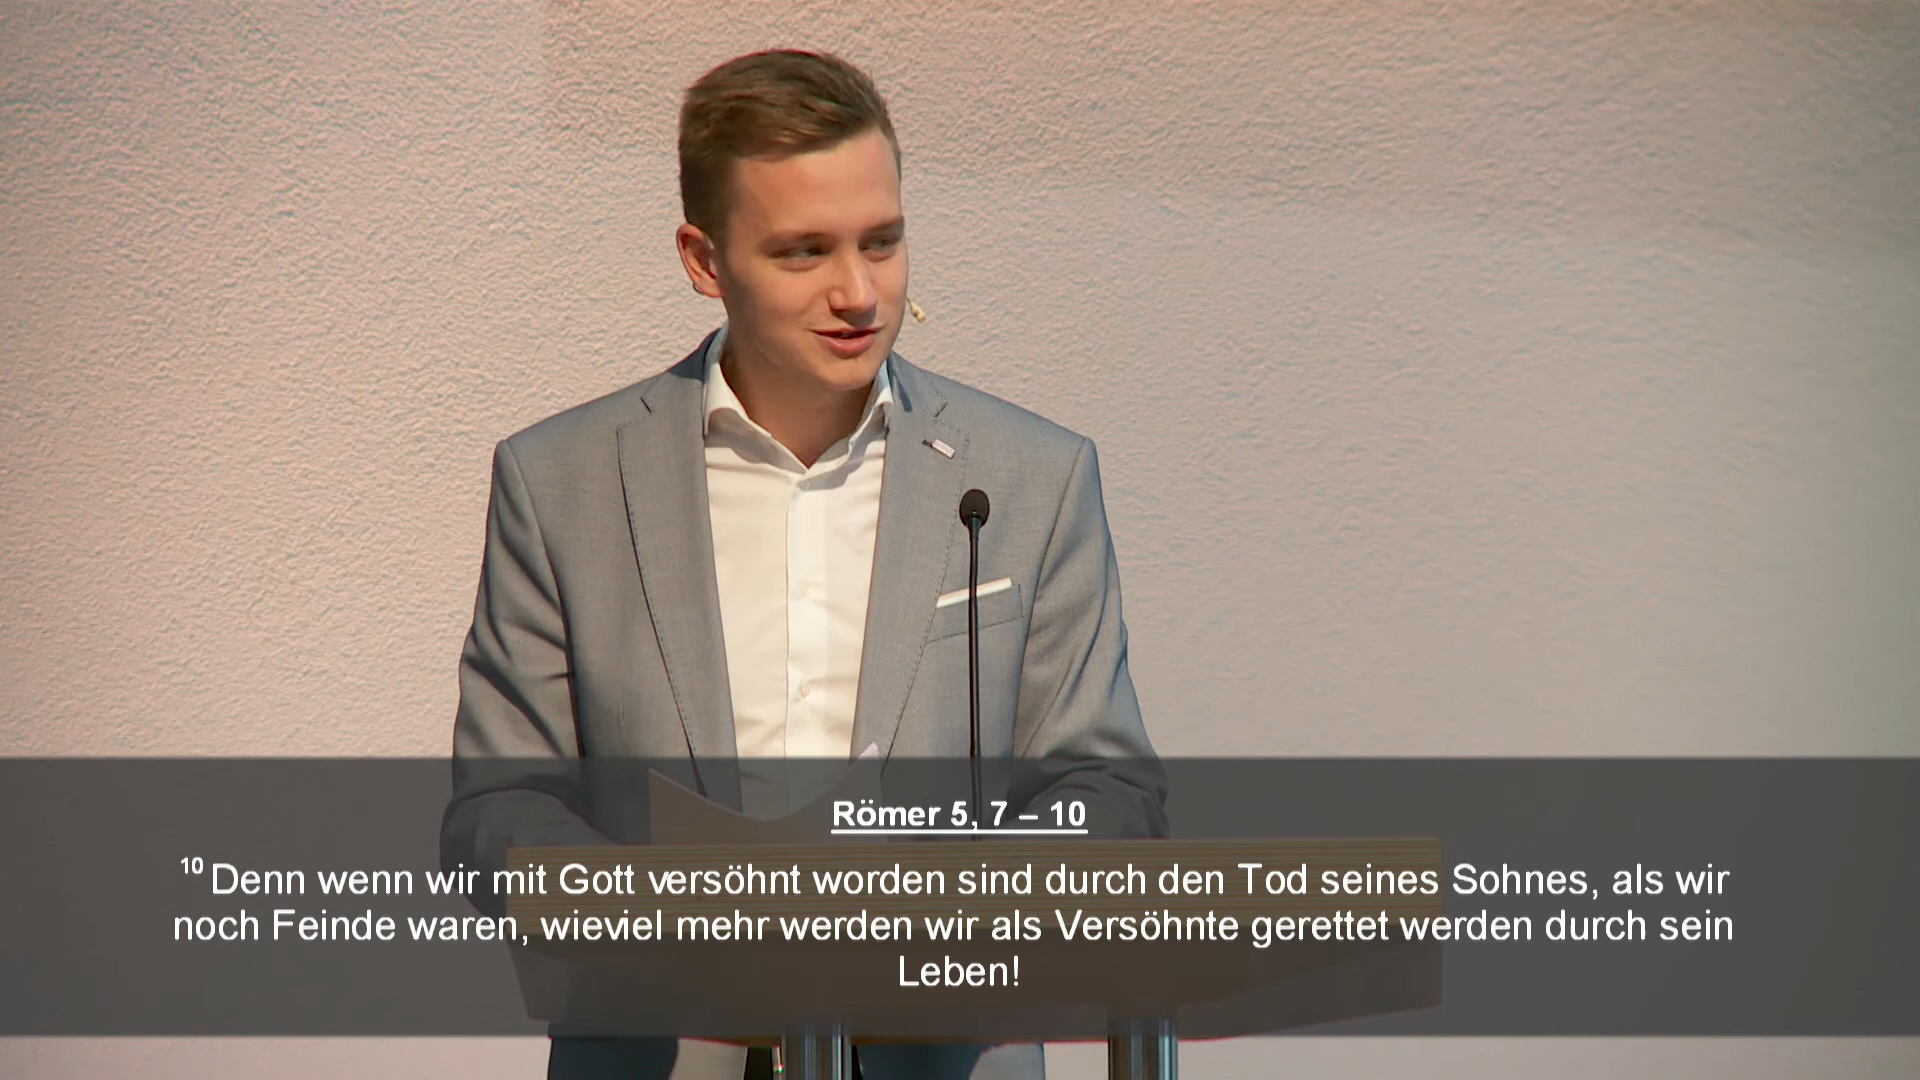 Römer 5, 7 – 10
10 Denn wenn wir mit Gott versöhnt worden sind durch den Tod seines Sohnes, als wir
noch Feinde waren, wieviel mehr werden wir als Versöhnte gerettet werden durch sein
Leben!